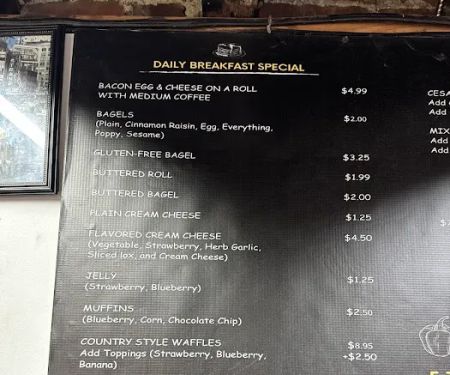 DAILY BREAKFAST SPECIAL
BACON EGG & CHEESE ON A ROLL $4.99
WITH MEDIUM COFFEE
BAGELS $2.00
(Plain, Cinnamon Raisin, Egg, Everything,
Poppy, Sesame)
GLUTEN-FREE BAGEL $3.25
BUTTERED ROLL $1.99
BUTTERED BAGEL $2.00
PLAIN CREAM CHEESE $1.25
FLAVORED CREAM CHEESE $4.50
(Vegetable, Strawberry, Herb Garlic,
Sliced lox, and Cream Cheese)
JELLY $1.25
(Strawberry, Blueberry)
MUFFINS $2.50
(Blueberry, Corn, Chocolate Chip)
COUNTRY STYLE WAFFLES $8.95
Add Toppings (Strawberry, Blueberry, +$2.50
Banana)
CESA
Add
Add
MIX
Add
Add